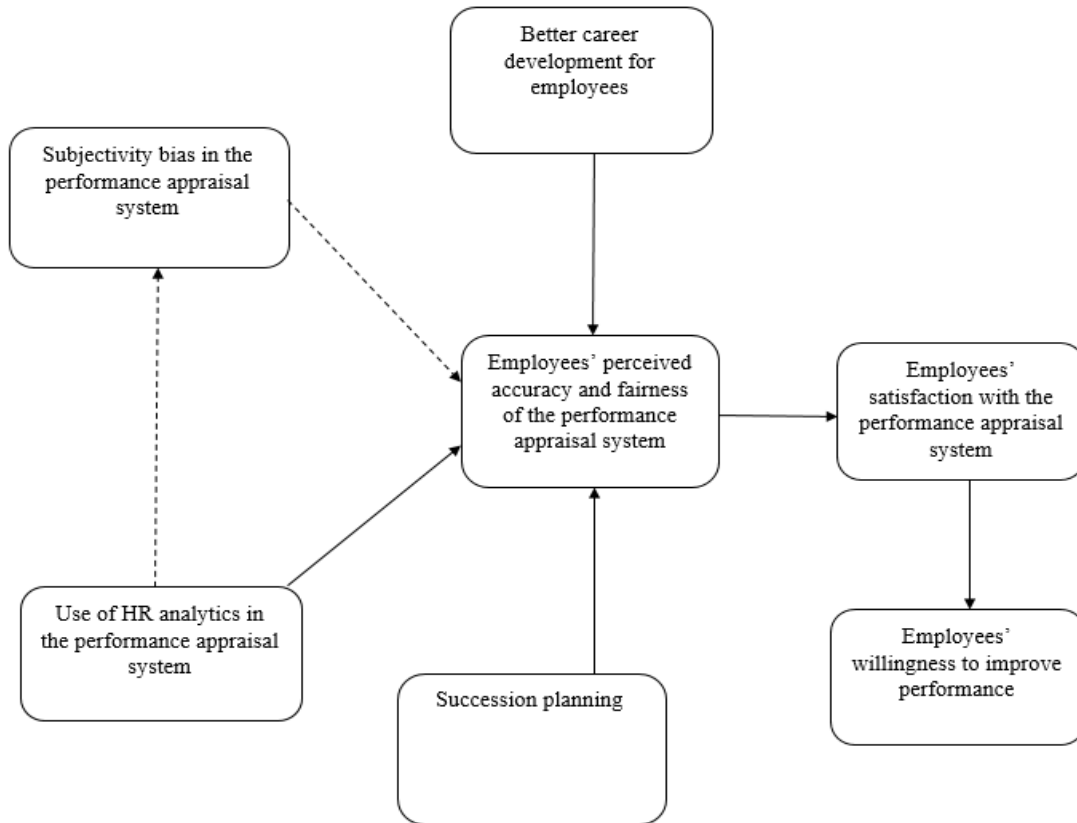 Better career
development for
employees
Subjectivity bias in the
performance appraisal
system
Employees’ perceived
accuracy and fairness
of the performance
appraisal system
Employees’
satisfaction with the
performance appraisal
system
Use of HR analytics in
the performance appraisal
system
Succession planning
Employees’
willingness to improve
performance